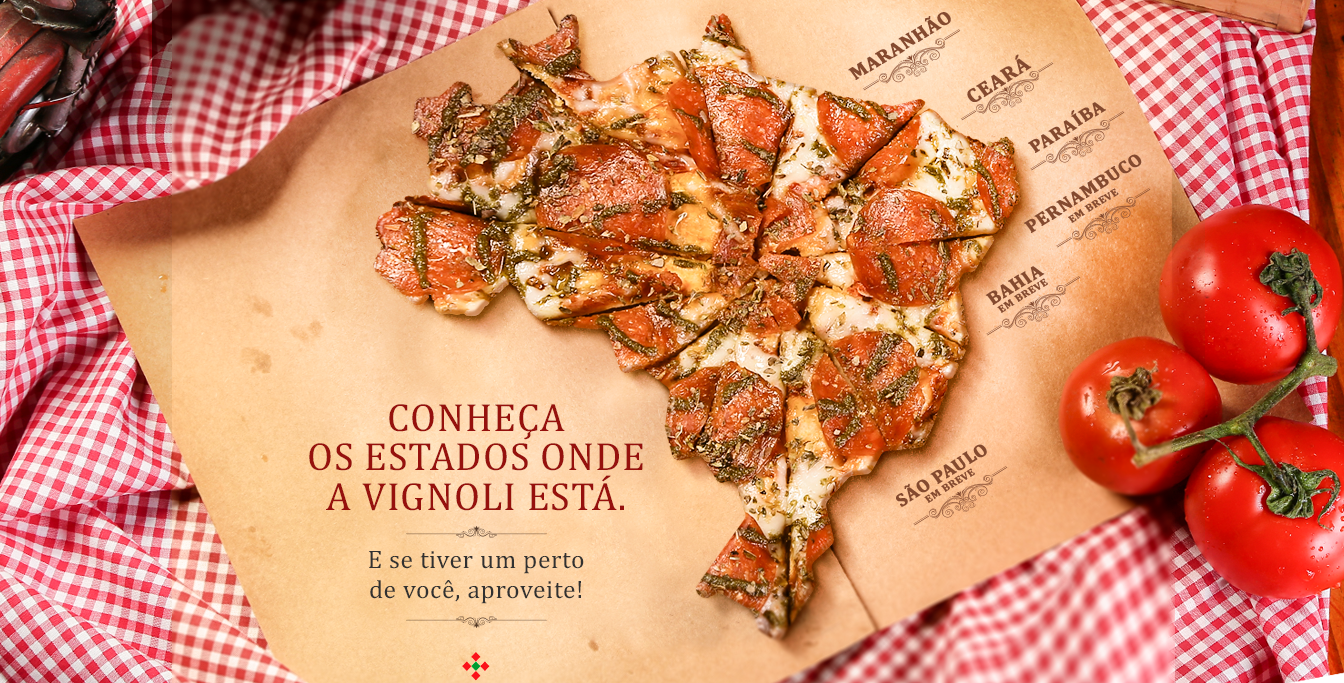 MARANHÃO
CEARÁ
PARAÍBA
PERNAMBUCO
EM BREVE
BAHIA
EM BREVE
SÃO PAULO
EM BREVE
CONHEÇA
OS ESTADOS ONDE
A VIGNOLI ESTÁ.
E se tiver um perto
de você, aproveite!